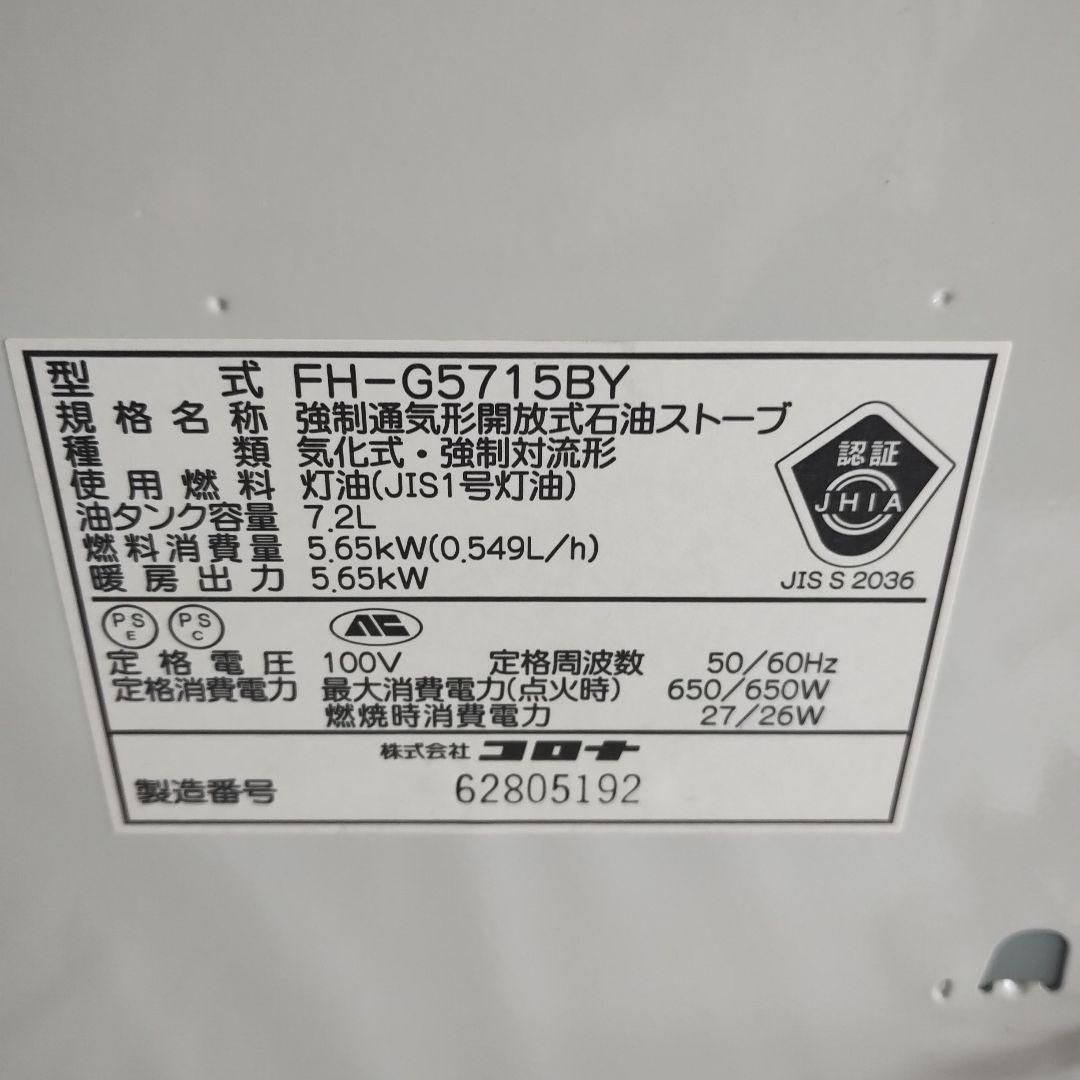 型式 FH-G5715BY
規格名称 強制通気形開放式石油ストーブ
種類 気化式・強制対流形
使用燃料 灯油(JIS1号灯油)
油タンク容量 7.2L
燃料消費量 5.65kW(0.549L/h)
暖房出力 5.65kW
認証
JHIA
JIS S 2036
PS E PS C
定格電圧 100V 定格周波数 50/60Hz
定格消費電力 最大消費電力(点火時) 650/650W
燃焼時消費電力 27/26W
株式会社 コロナ
製造番号 62805192